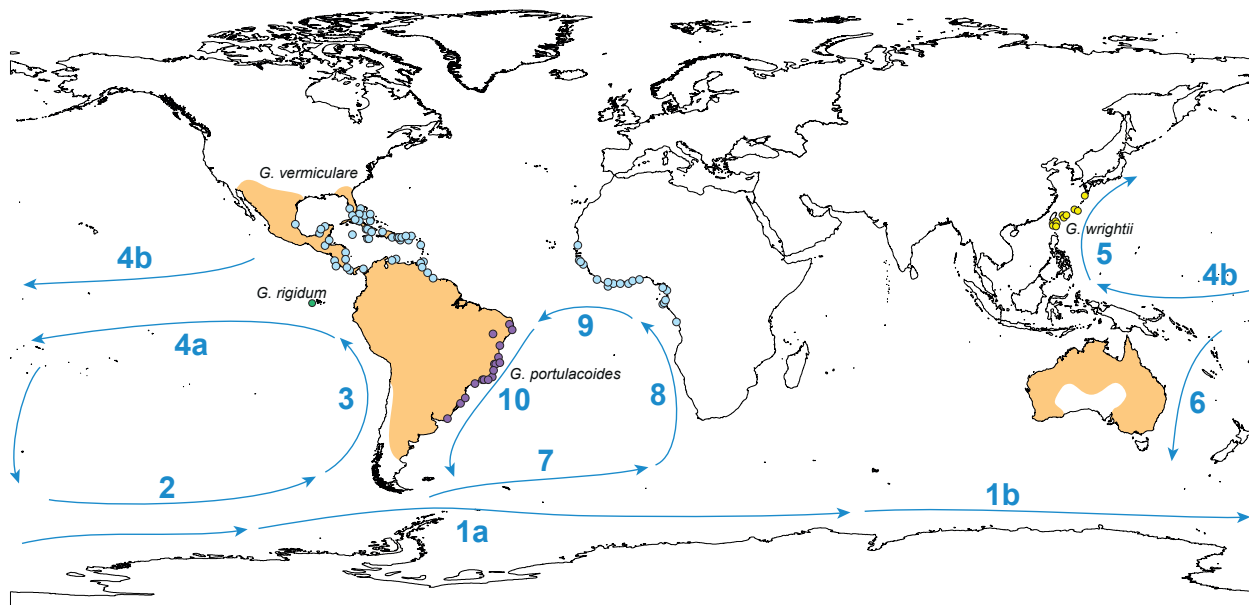 G. vermiculare
G. wrightii
4b
5
4b
G. rigidum
9
4a
G. portulacoides
3
10
8
6
7
2
1b
1a